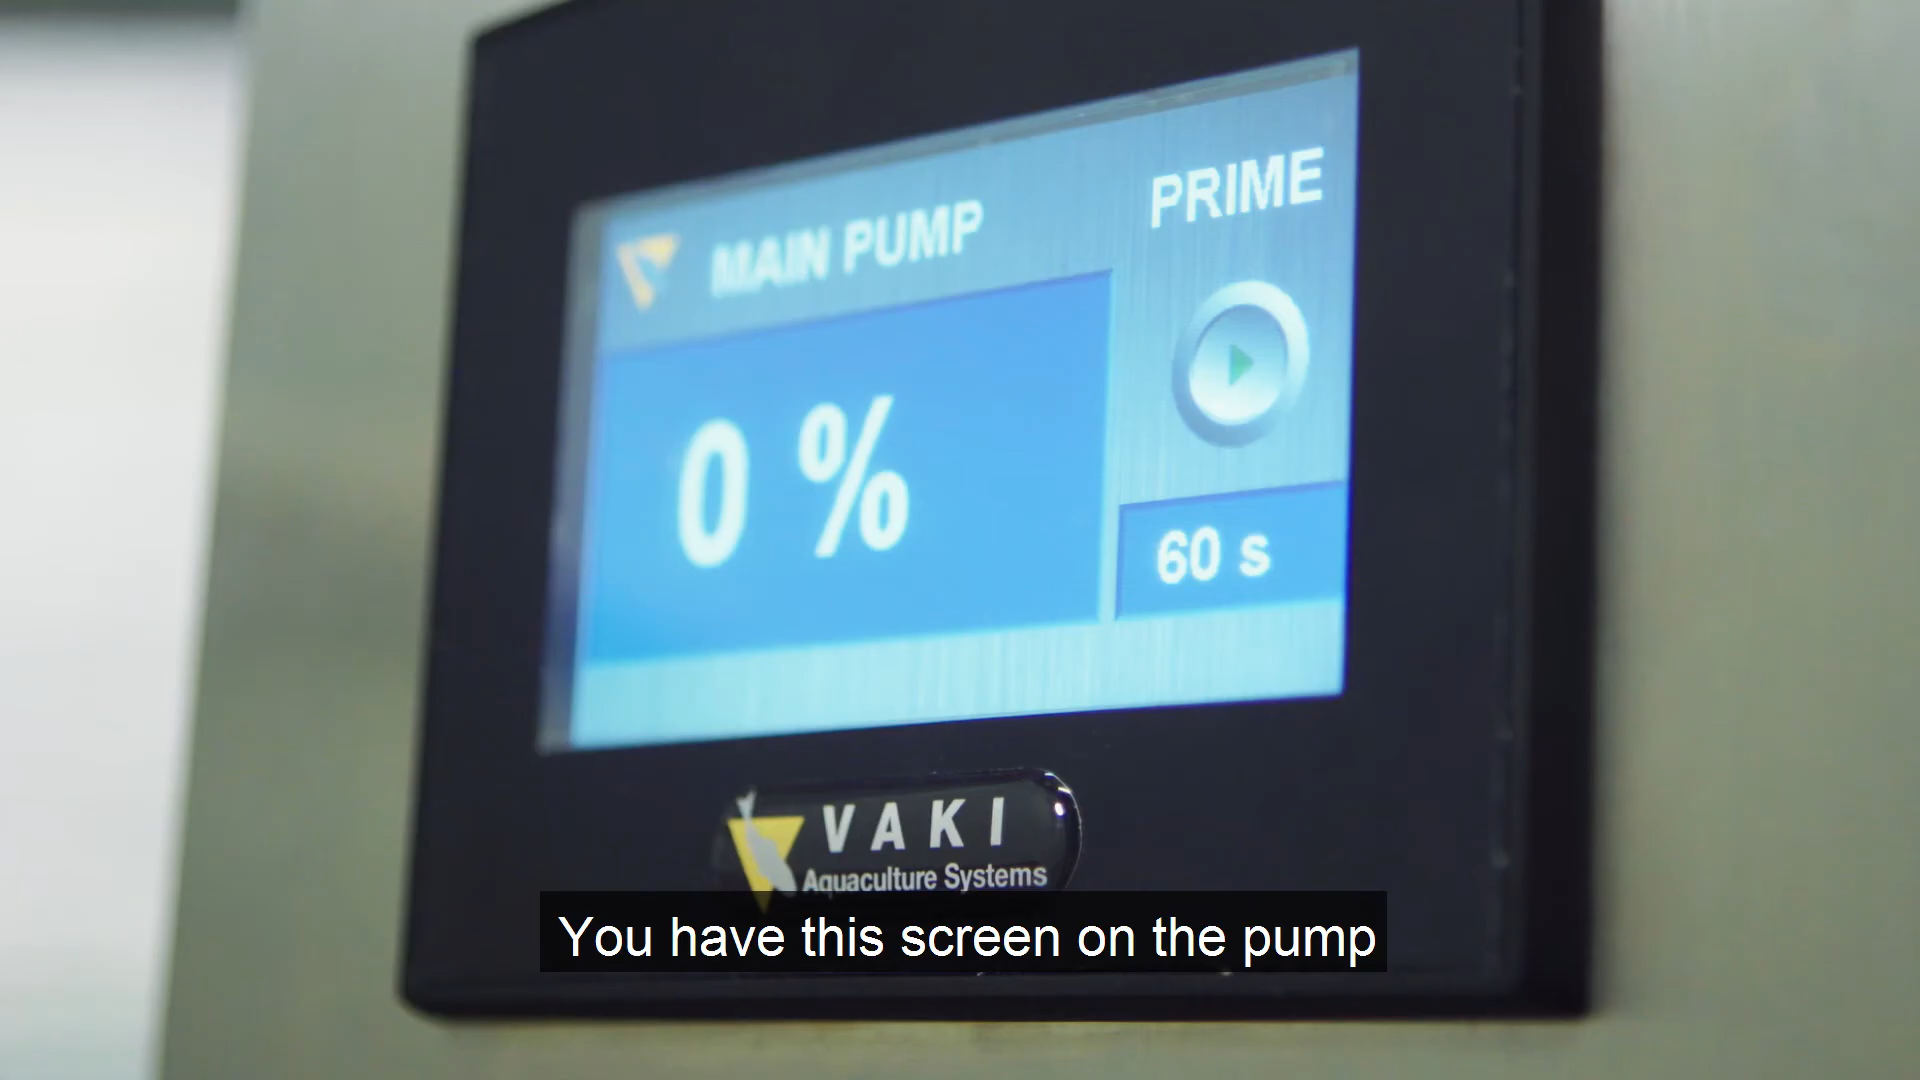 MAIN PUMP
PRIME
0 %
60 s
VAKI
Aquaculture Systems
You have this screen on the pump